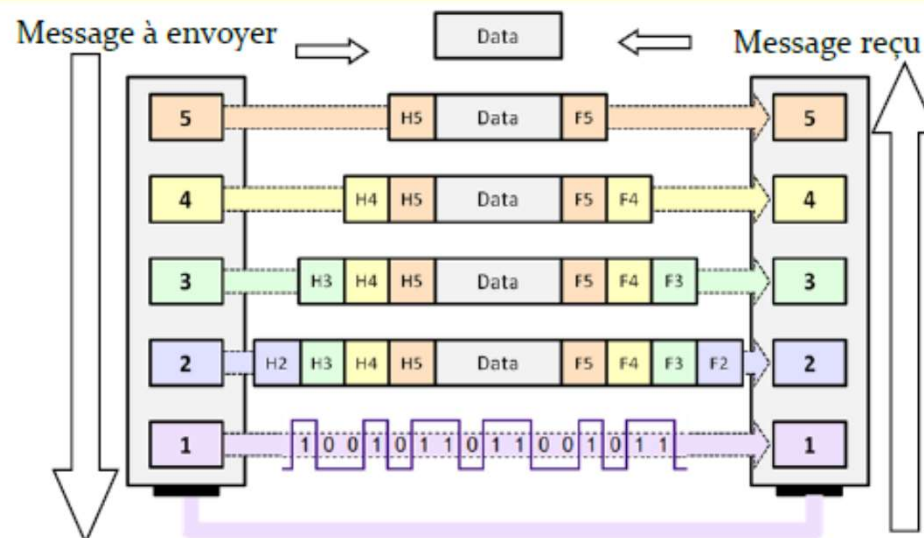 Message à envoyer
Data
Message reçu
5 H5 Data F5 5
4 H4 H5 Data F5 F4 4
3 H3 H4 H5 Data F5 F4 F3 3
2 H2 H3 H4 H5 Data F5 F4 F3 F2 2
1 1 0 0 1 0 1 1 0 1 1 0 0 1 0 1 1 1